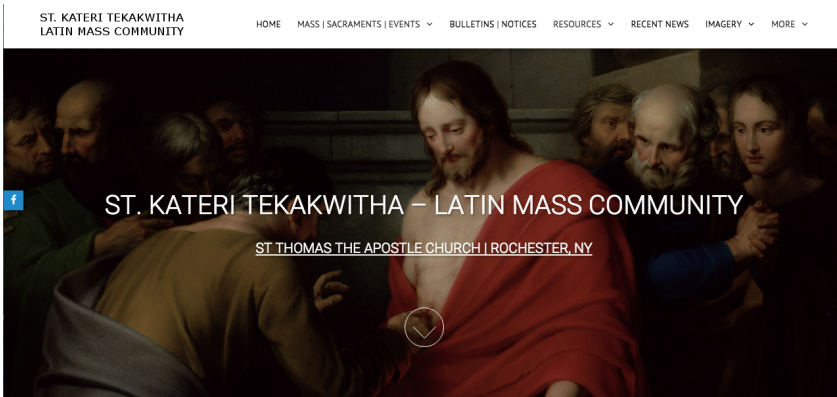 ST. KATERI TEKAKWITHA
LATIN MASS COMMUNITY
HOME MASS | SACRAMENTS | EVENTS BULLETINS | NOTICES RESOURCES RECENT NEWS IMAGERY MORE
f
ST. KATERI TEKAKWITHA – LATIN MASS COMMUNITY
ST THOMAS THE APOSTLE CHURCH | ROCHESTER, NY